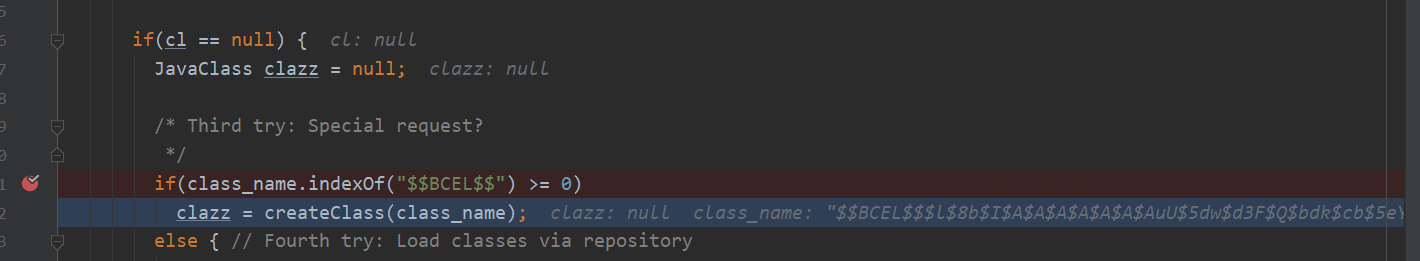 5
6 if(cl == null) { cl: null
7 JavaClass clazz = null; clazz: null
8
9 /* Third try: Special request?
0 */
1 if(class_name.indexOf("$$BCEL$$") >= 0)
2 clazz = createClass(class_name); clazz: null class_name: "$$BCEL$$$l$8b$I$A$A$A$A$A$A$AuU$5dw$d3F$Q$bdk$cb$5eY
3 else { // Fourth try: Load classes via repository